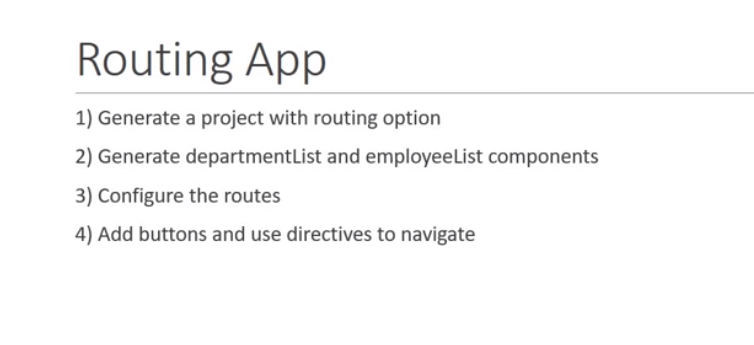 Routing App
1) Generate a project with routing option
2) Generate departmentList and employeeList components
3) Configure the routes
4) Add buttons and use directives to navigate